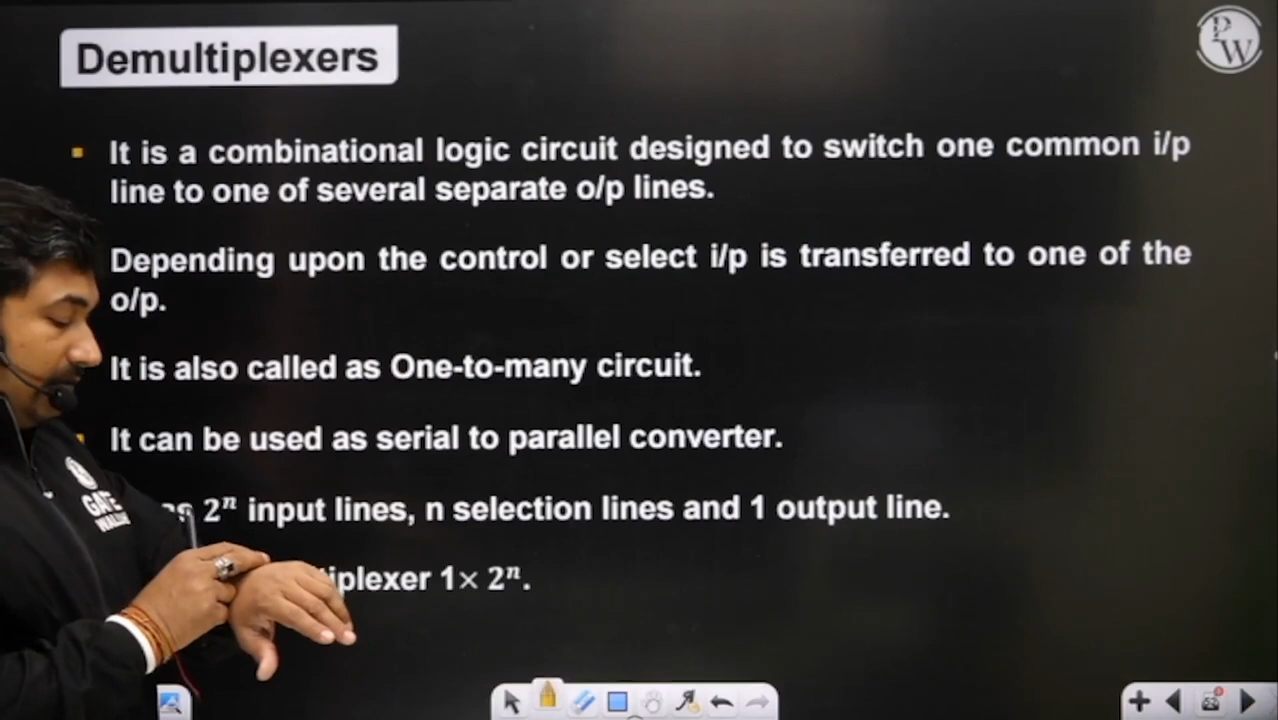 Demultiplexers
PW
It is a combinational logic circuit designed to switch one common i/p
line to one of several separate o/p lines.
Depending upon the control or select i/p is transferred to one of the
o/p.
It is also called as One-to-many circuit.
It can be used as serial to parallel converter.
2ⁿ input lines, n selection lines and 1 output line.
iplexer 1× 2ⁿ.
GATE